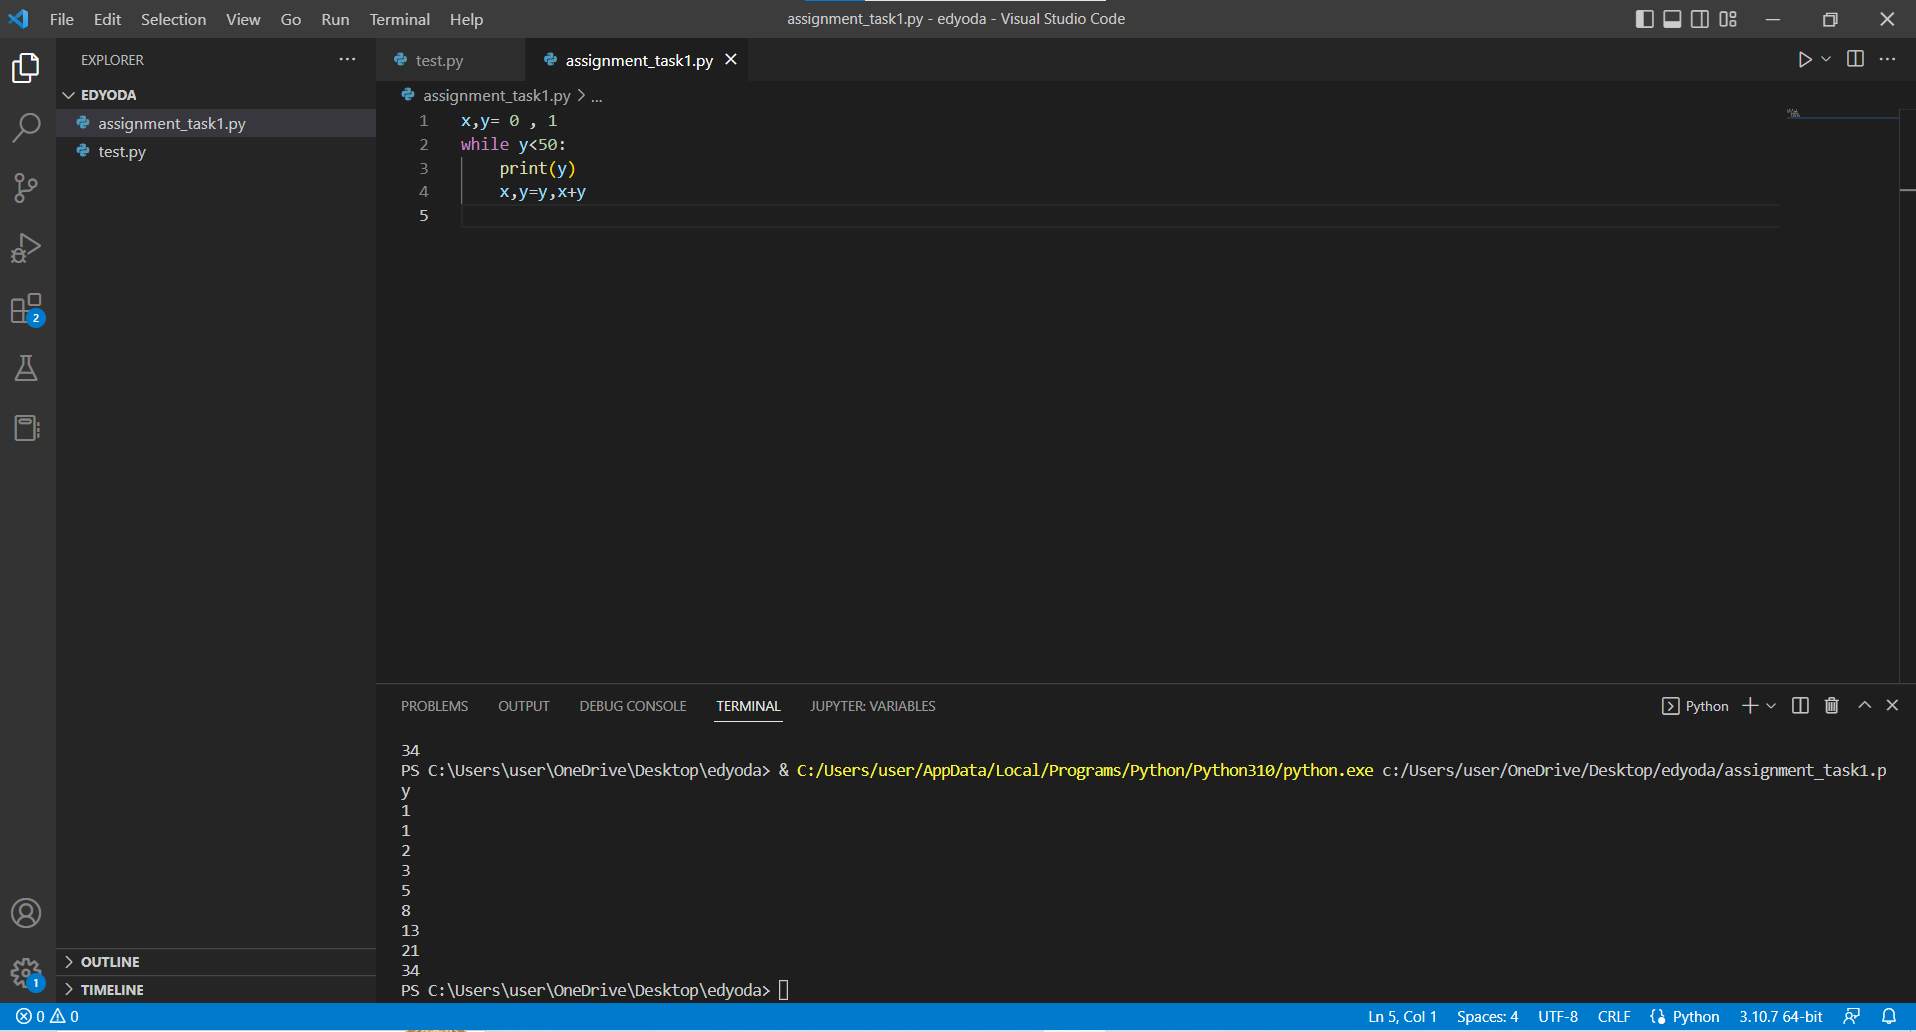 File Edit Selection View Go Run Terminal Help
assignment_task1.py - edyoda - Visual Studio Code
EXPLORER
EDYODA
assignment_task1.py
test.py
2
OUTLINE
TIMELINE
1
test.py
assignment_task1.py
assignment_task1.py > ...
1 x,y= 0 , 1
2 while y<50:
3     print(y)
4     x,y=y,x+y
5
PROBLEMS OUTPUT DEBUG CONSOLE TERMINAL JUPYTER: VARIABLES
Python
34
PS C:\Users\user\OneDrive\Desktop\edyoda> & C:/Users/user/AppData/Local/Programs/Python/Python310/python.exe c:/Users/user/OneDrive/Desktop/edyoda/assignment_task1.p
y
1
1
2
3
5
8
13
21
34
PS C:\Users\user\OneDrive\Desktop\edyoda>
0 0
Ln 5, Col 1 Spaces: 4 UTF-8 CRLF Python 3.10.7 64-bit